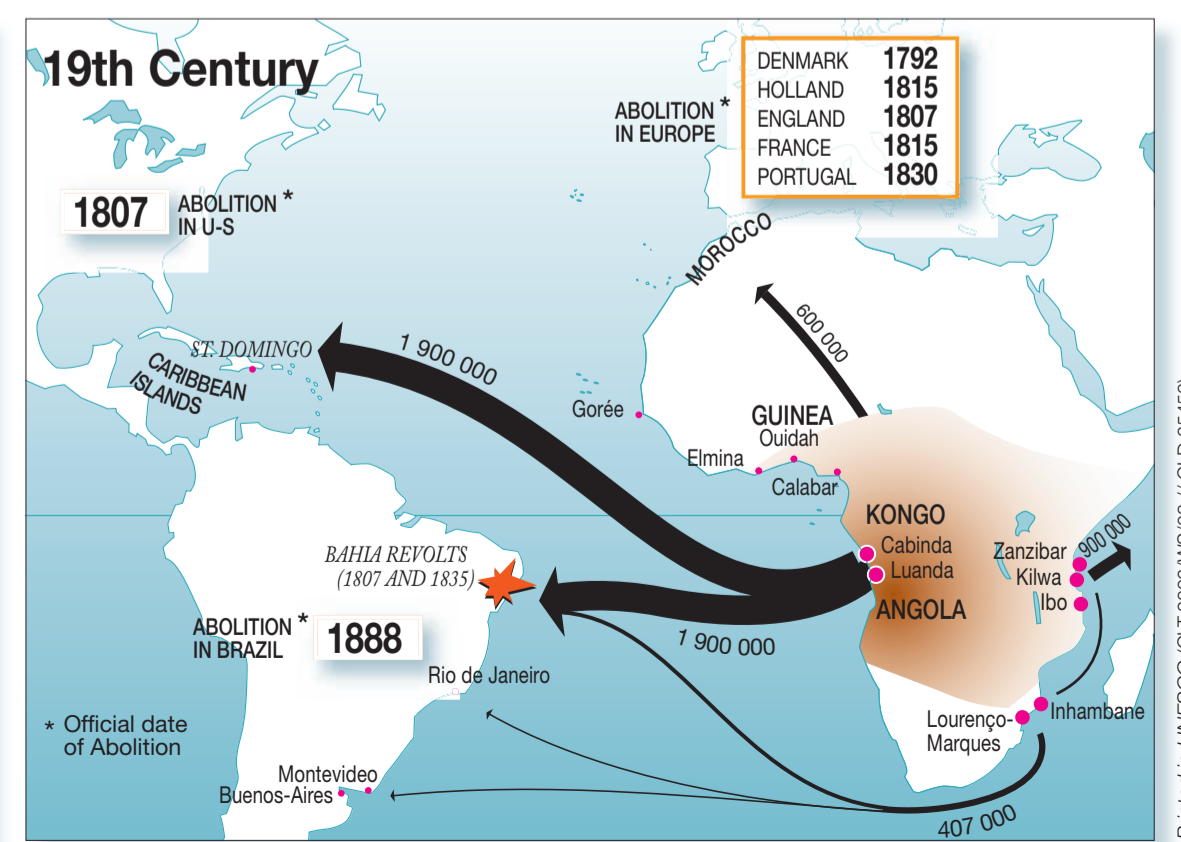 19th Century
ABOLITION *
IN EUROPE
DENMARK 1792
HOLLAND 1815
ENGLAND 1807
FRANCE 1815
PORTUGAL 1830
1807
ABOLITION *
IN U-S
MOROCCO
600 000
ST. DOMINGO
CARIBBEAN
ISLANDS
1 900 000
Gorée
GUINEA
Ouidah
Elmina
Calabar
KONGO
Cabinda
Luanda
ANGOLA
Zanzibar
Kilwa
Ibo
900 000
BAHIA REVOLTS
(1807 AND 1835)
1 900 000
ABOLITION *
IN BRAZIL
1888
Rio de Janeiro
Inhambane
Lourenço-
Marques
* Official date
of Abolition
Montevideo
Buenos-Aires
407 000